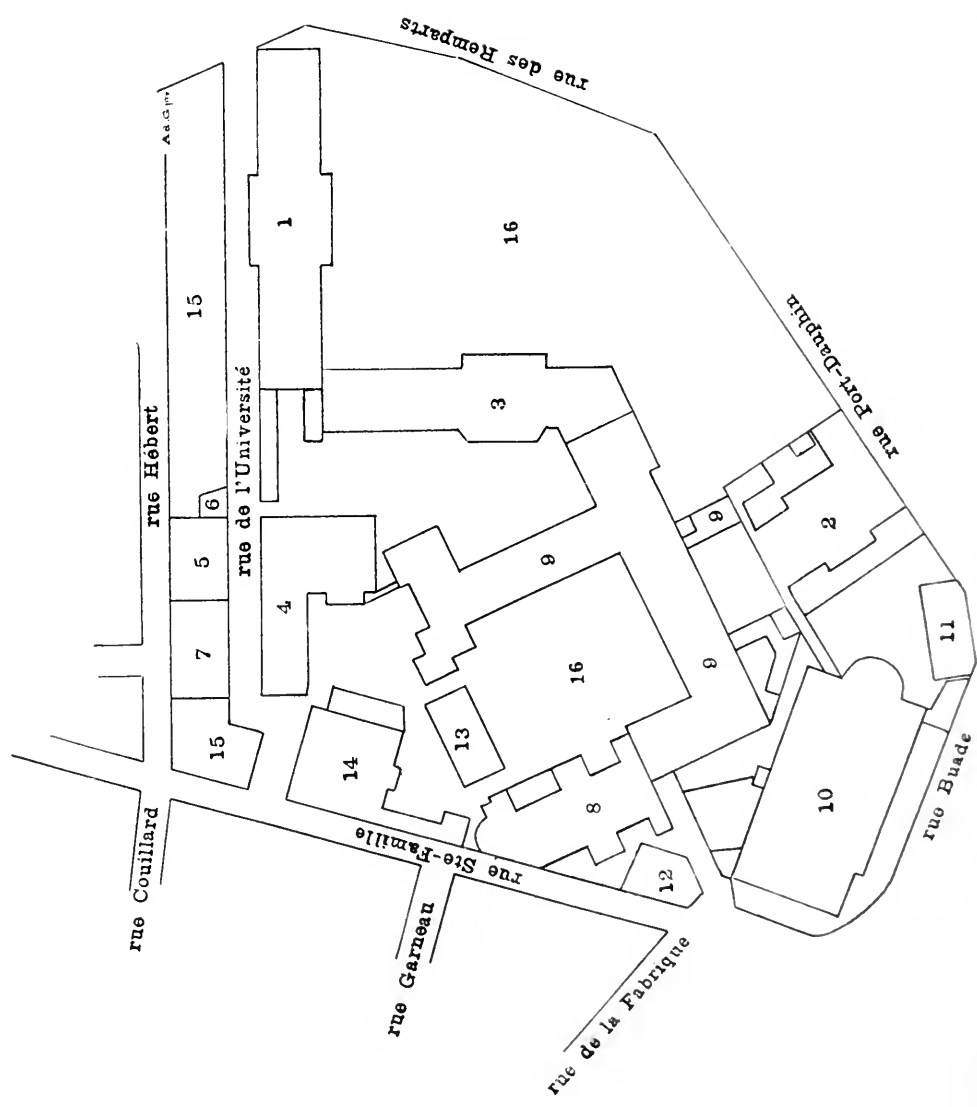 rue des Remparts
A.d.G.ptr.
1
15
16
rue Port-Dauphin
rue Hébert
rue de l'Université
3
6
5
9
2
4
9
7
11
16
9
15
13
14
8
10
rue Buade
rue Couillard
rue Ste-Famille
12
rue Garneau
rue de la Fabrique